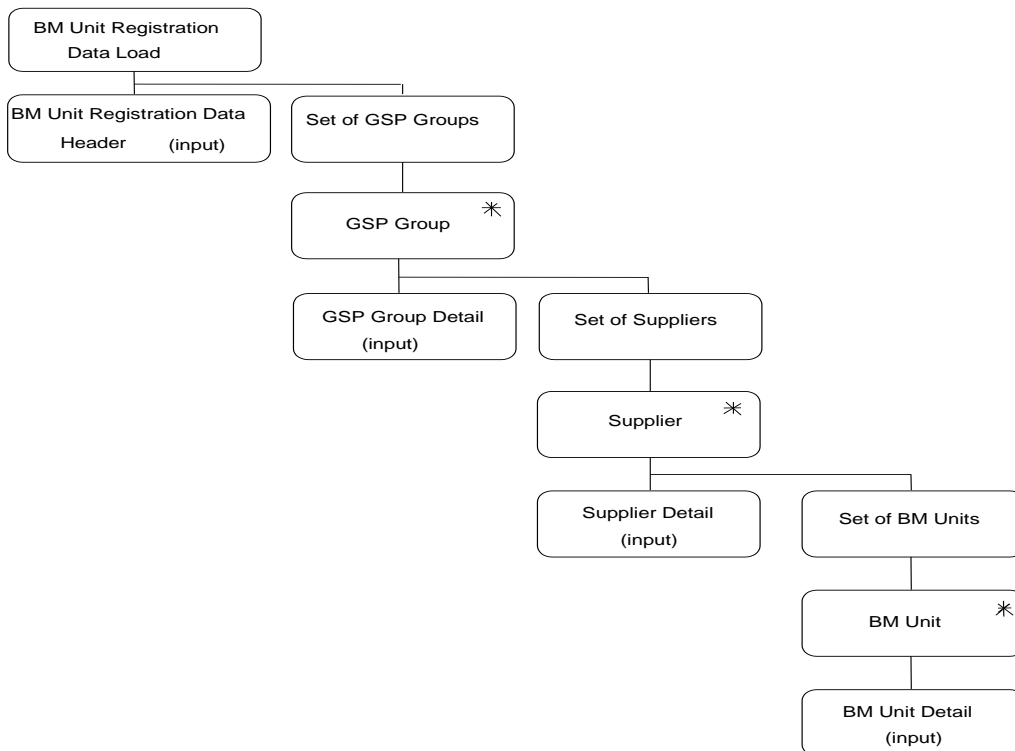 BM Unit Registration
Data Load
BM Unit Registration Data
Header (input)
Set of GSP Groups
GSP Group
GSP Group Detail
(input)
Set of Suppliers
Supplier
Supplier Detail
(input)
Set of BM Units
BM Unit
BM Unit Detail
(input)